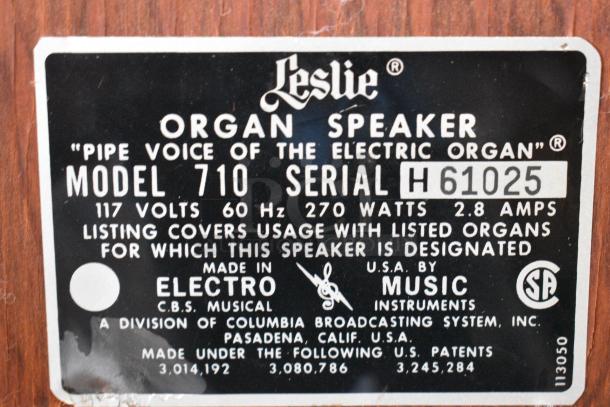 Leslie ®
ORGAN SPEAKER
"PIPE VOICE OF THE ELECTRIC ORGAN"®
MODEL 710 SERIAL H 61025
117 VOLTS 60 Hz 270 WATTS 2.8 AMPS
LISTING COVERS USAGE WITH LISTED ORGANS
FOR WHICH THIS SPEAKER IS DESIGNATED
MADE IN U.S.A. BY
ELECTRO MUSIC
C.B.S. MUSICAL INSTRUMENTS
SA
A DIVISION OF COLUMBIA BROADCASTING SYSTEM, INC.
PASADENA, CALIF. U.S.A.
MADE UNDER THE FOLLOWING U.S. PATENTS
3,014,192 3,080,786 3,245,284
113050